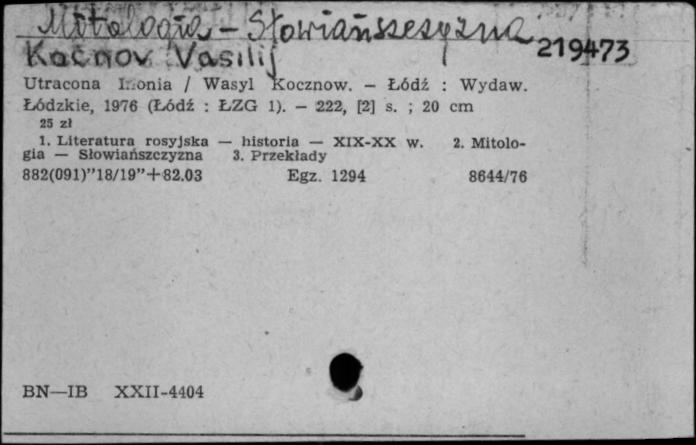 Mitologia - Słowiańszczyzna
Kočnov Vasilij 219473
Utracona / Wasyl Kocznow. — Łódź : Wydaw.
Łódzkie, 1976 (Łódź : ŁZG 1). — 222, [2] s. ; 20 cm
25 zł
1. Literatura rosyjska — historia — XIX-XX w. 2. Mitolo-
gia — Słowiańszczyzna 3. Przekłady
882(091)"18/19"+82.03 Egz. 1294 8644/76
BN—IB XXII-4404